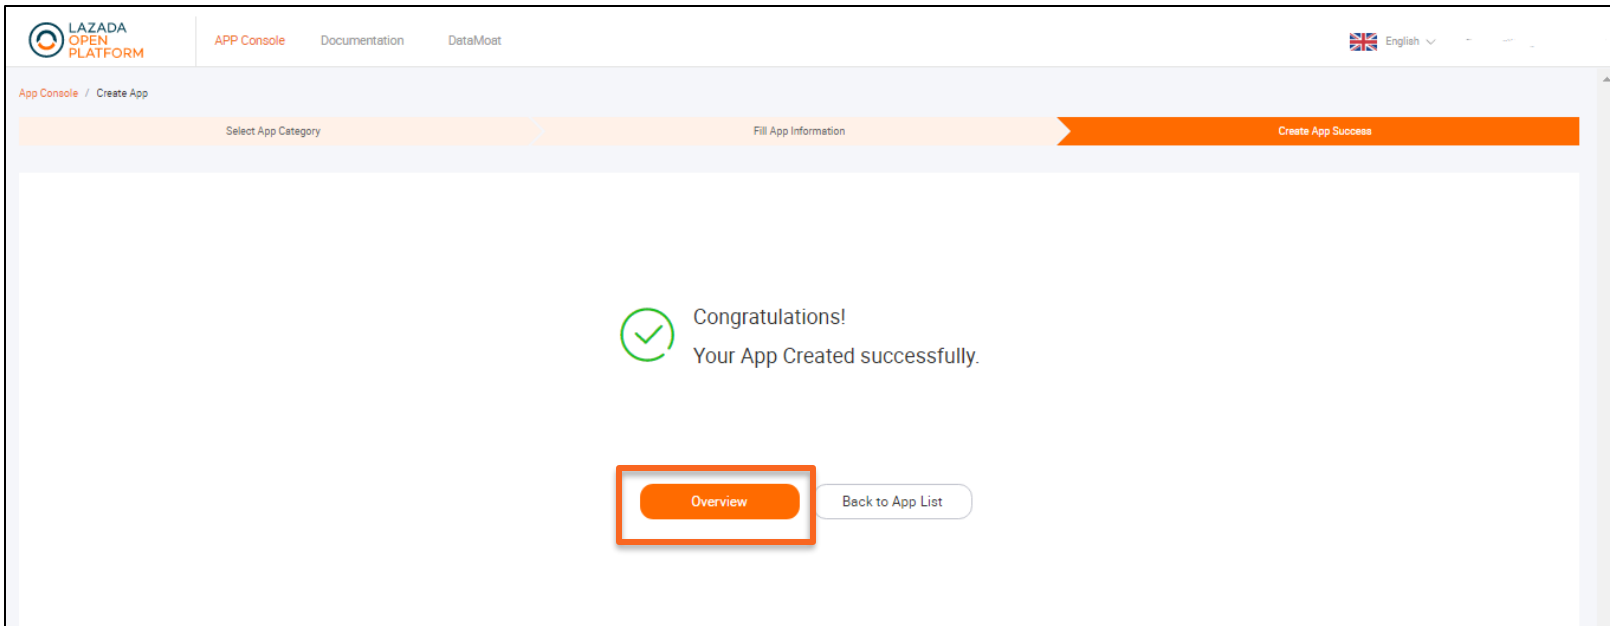 LAZADA
OPEN
PLATFORM
APP Console
Documentation
DataMoat
English
App Console / Create App
Select App Category
Fill App Information
Create App Success
Congratulations!
Your App Created successfully.
Overview
Back to App List